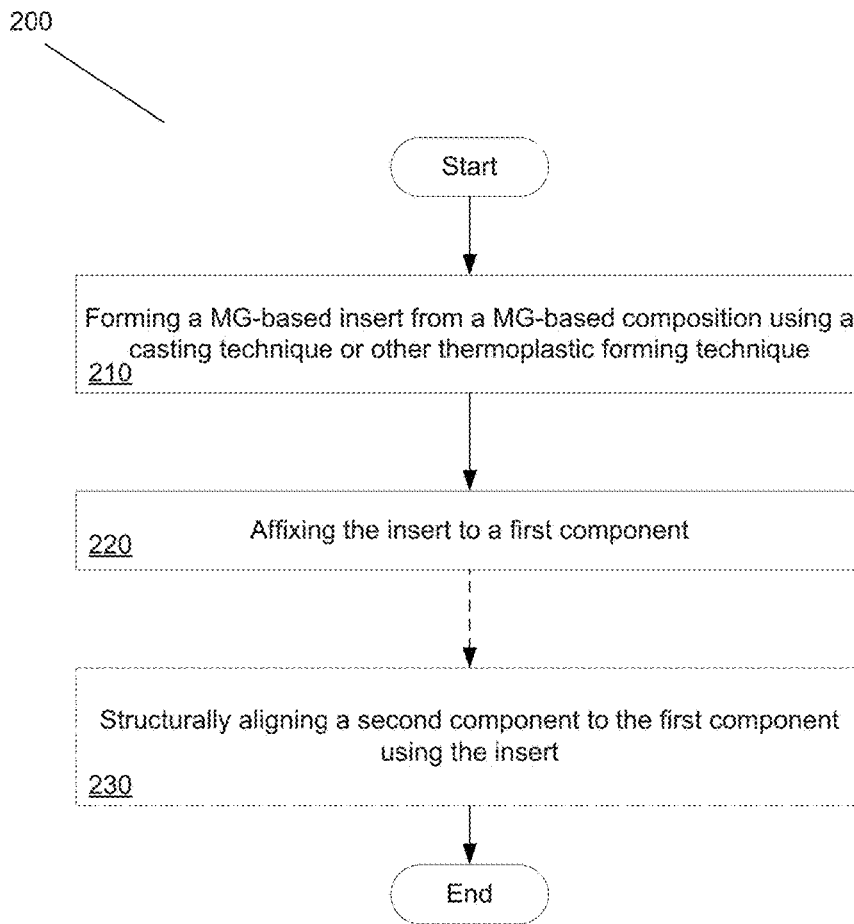 200
Start
Forming a MG-based insert from a MG-based composition using a
casting technique or other thermoplastic forming technique
210
Affixing the insert to a first component
220
Structurally aligning a second component to the first component
using the insert
230
End